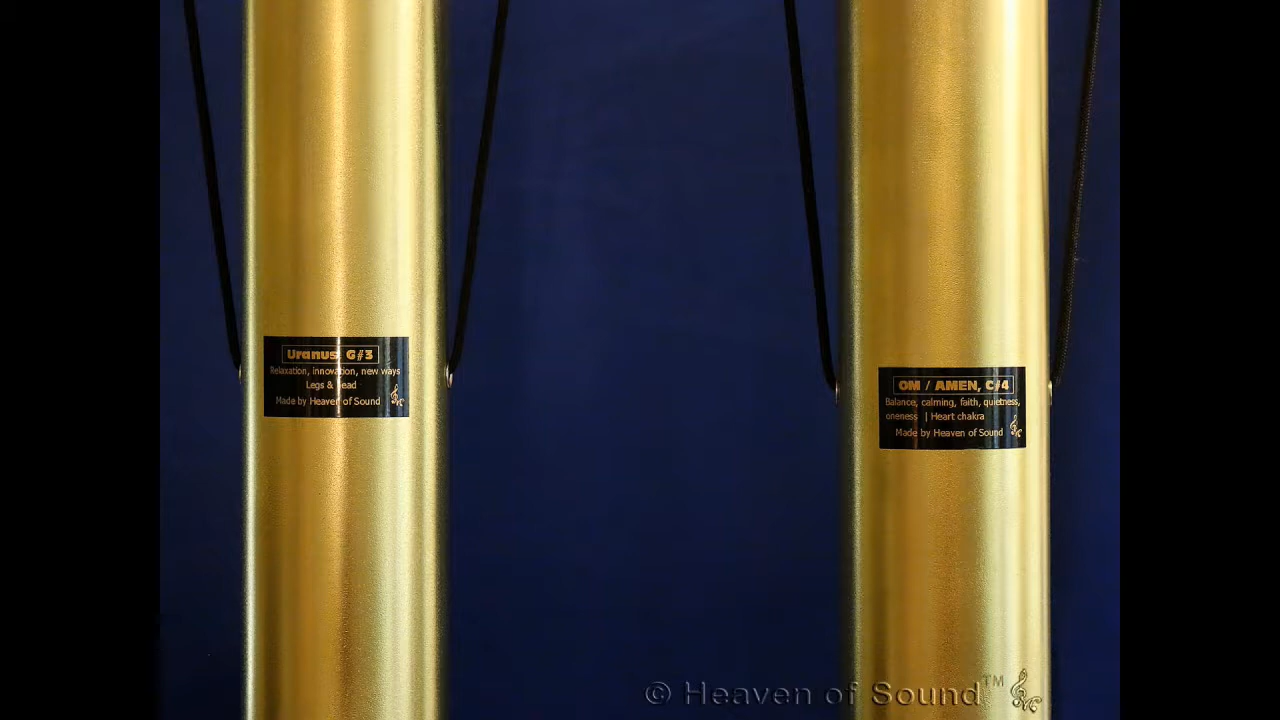 Uranus, G#3
Relaxation, innovation, new ways
Legs & head
Made by Heaven of Sound
OM / AMEN, C#4
Balance, calming, faith, quietness,
oneness | Heart chakra
Made by Heaven of Sound
© Heaven of Sound™